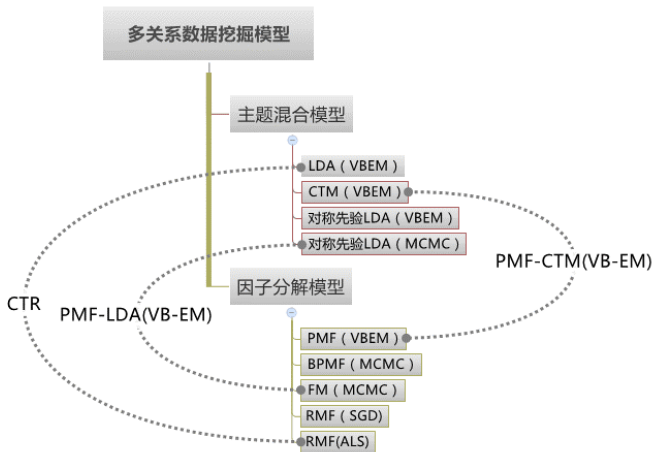 多关系数据挖掘模型
主题混合模型
LDA（VBEM）
CTM（VBEM）
对称先验LDA（VBEM）
对称先验LDA（MCMC）
PMF-CTM(VB-EM)
因子分解模型
CTR
PMF-LDA(VB-EM)
PMF（VBEM）
BPMF（MCMC）
FM（MCMC）
RMF（SGD)
RMF(ALS)